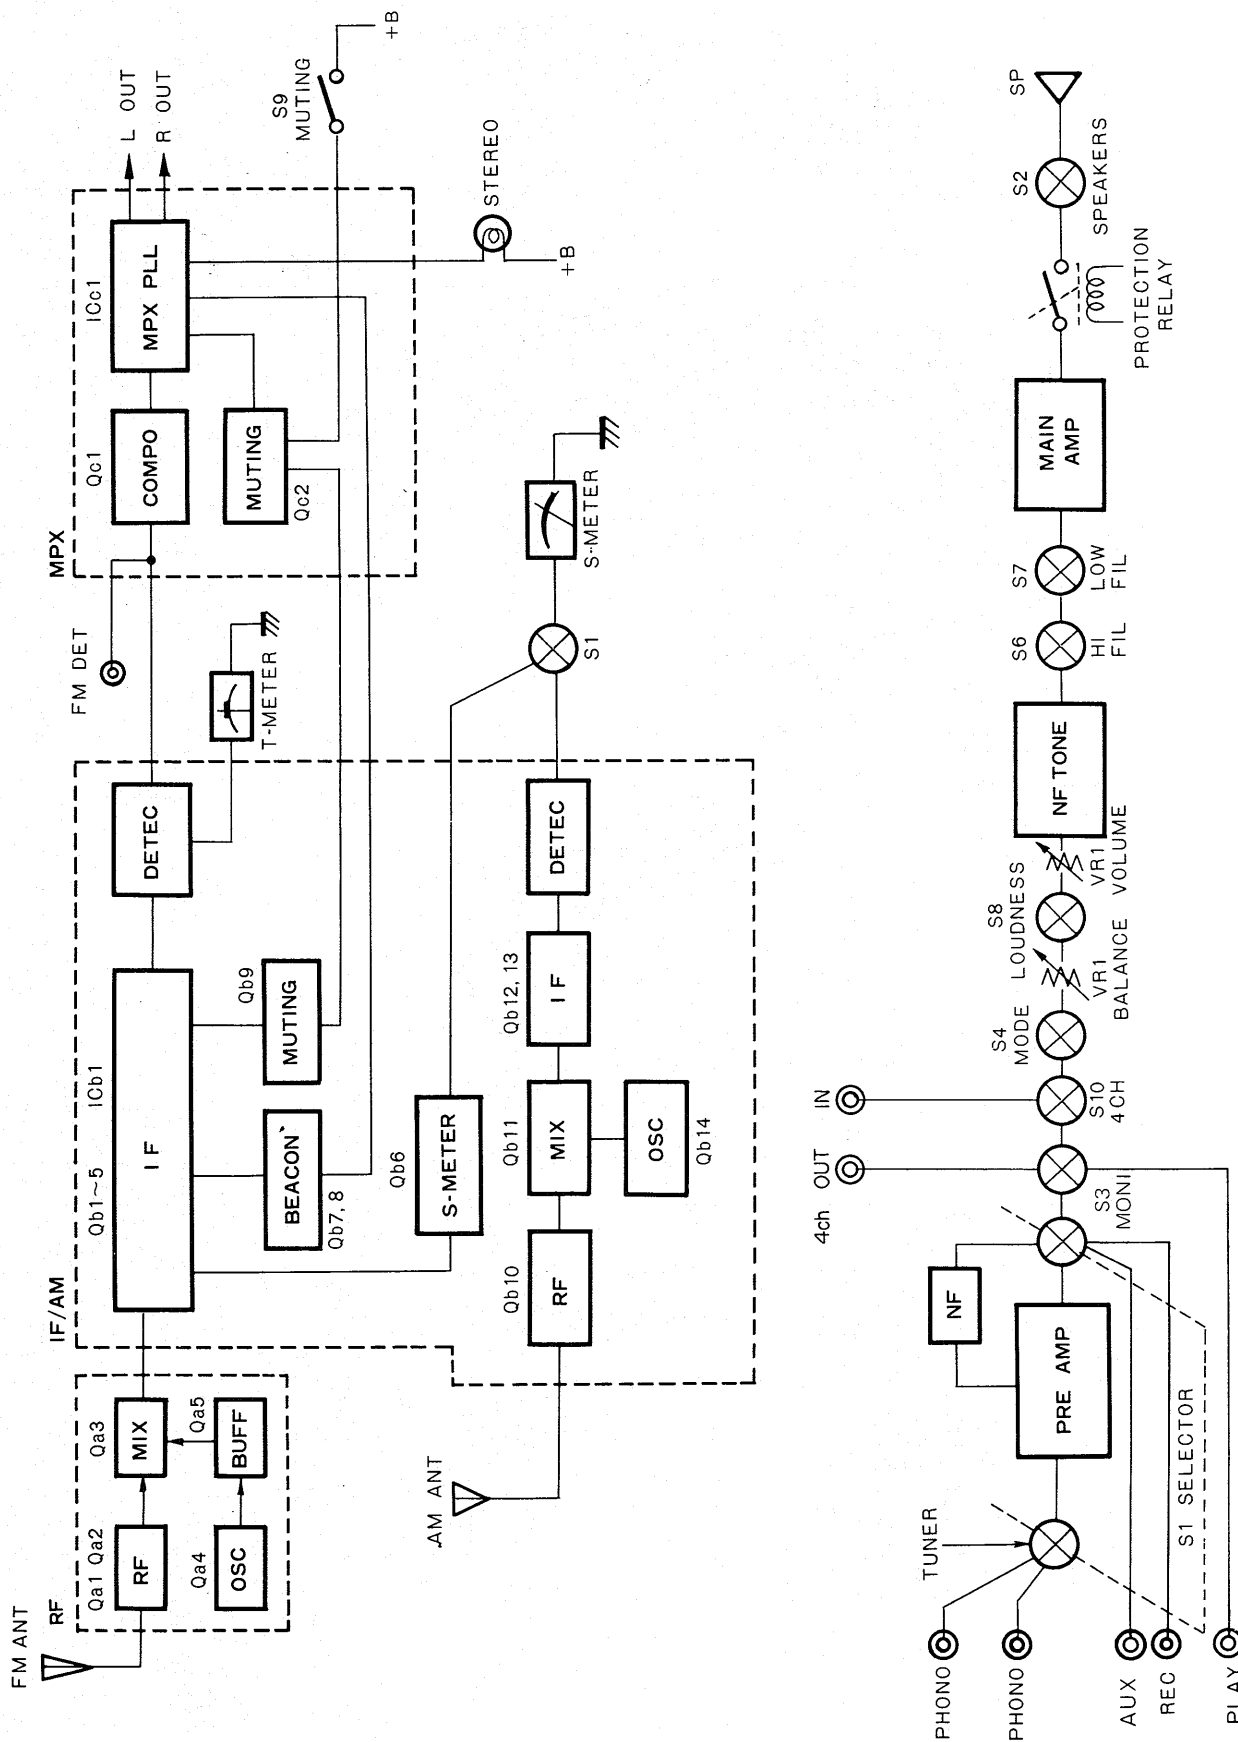 FM ANT
RF
Qa1 Qa2
RF
Qa3
MIX
Qa4
OSC
Qa5
BUFF
IF/AM
Qb1~5
ICb1
IF
DETEC
Qb7, 8
BEACON
Qb9
MUTING
Qb6
S-METER
AM ANT
Qb10
RF
Qb11
MIX
Qb12, 13
IF
DETEC
OSC
Qb14
T-METER
FM DET
MPX
Qc1
COMPO
ICc1
MPX PLL
MUTING
Qc2
L OUT
R OUT
S9
MUTING
+B
STEREO
+B
S1
S-METER
PHONO
PHONO
AUX
REC
PLAY
TUNER
S1 SELECTOR
PRE AMP
NF
4ch OUT
IN
S3
MONI
S10
4CH
S4
MODE
VR1
BALANCE
S8
LOUDNESS
VR1
VOLUME
NF TONE
S6
HI
FIL
S7
LOW
FIL
MAIN
AMP
PROTECTION
RELAY
S2
SPEAKERS
SP